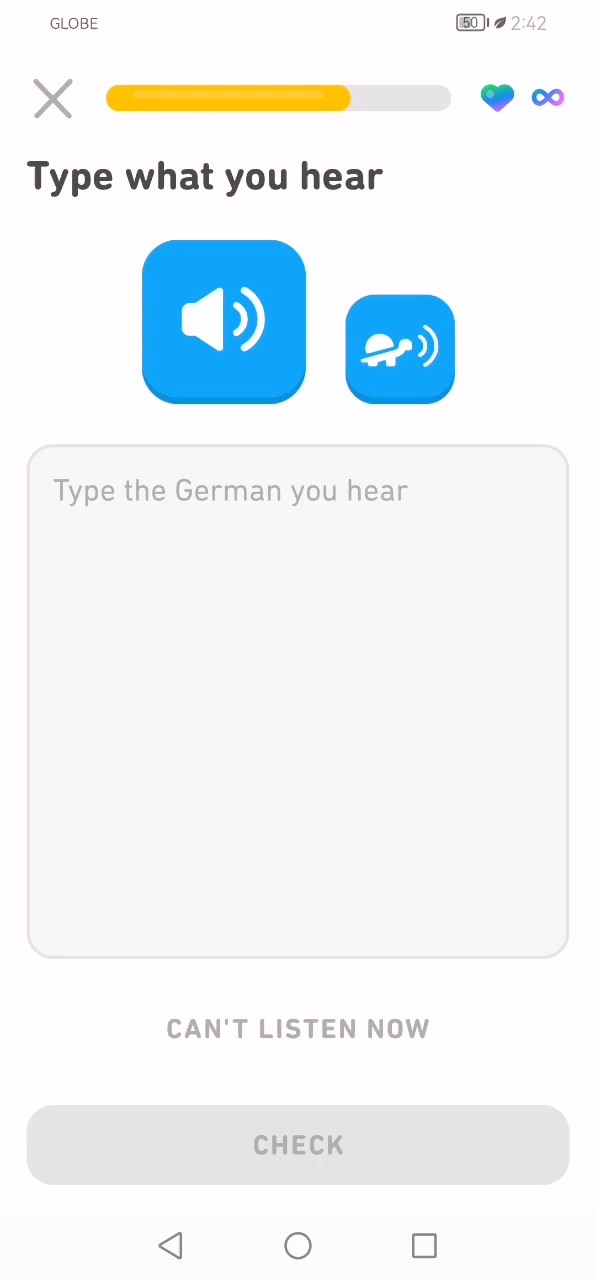 GLOBE
50 2:42
Type what you hear
Type the German you hear
CAN'T LISTEN NOW
CHECK